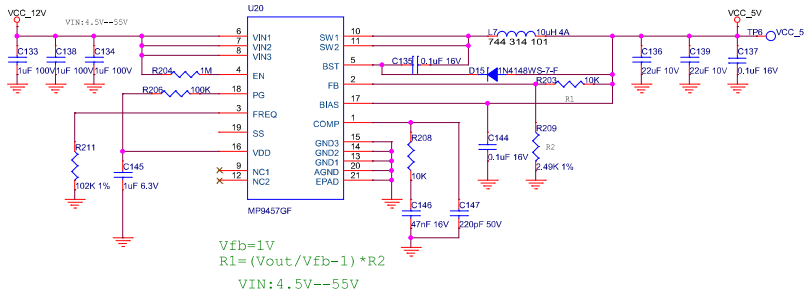 U20
VCC_12V
VIN:4.5V--55V
VCC_5V
TP6
VCC_5
6 VIN1
7 VIN2
8 VIN3
4 EN
18 PG
3 FREQ
19 SS
16 VDD
9 NC1
12 NC2
SW1 10
SW2 11
BST 5
FB 2
BIAS 17
COMP 1
GND3 15
GND2 14
GND1 13
AGND 20
EPAD 21
MP9457GF
C133
1uF 100V
C138
1uF 100V
C134
1uF 100V
R204
1M
R206
100K
R211
102K 1%
C145
1uF 6.3V
L7
10uH 4A
744 314 101
C135
0.1uF 16V
D15
1N4148WS-7-F
R203
10K
R1
C136
22uF 10V
C139
22uF 10V
C137
0.1uF 16V
R208
10K
C144
0.1uF 16V
R209
R2
2.49K 1%
C146
47nF 16V
C147
220pF 50V
Vfb=1V
R1=(Vout/Vfb-1)*R2
VIN:4.5V--55V